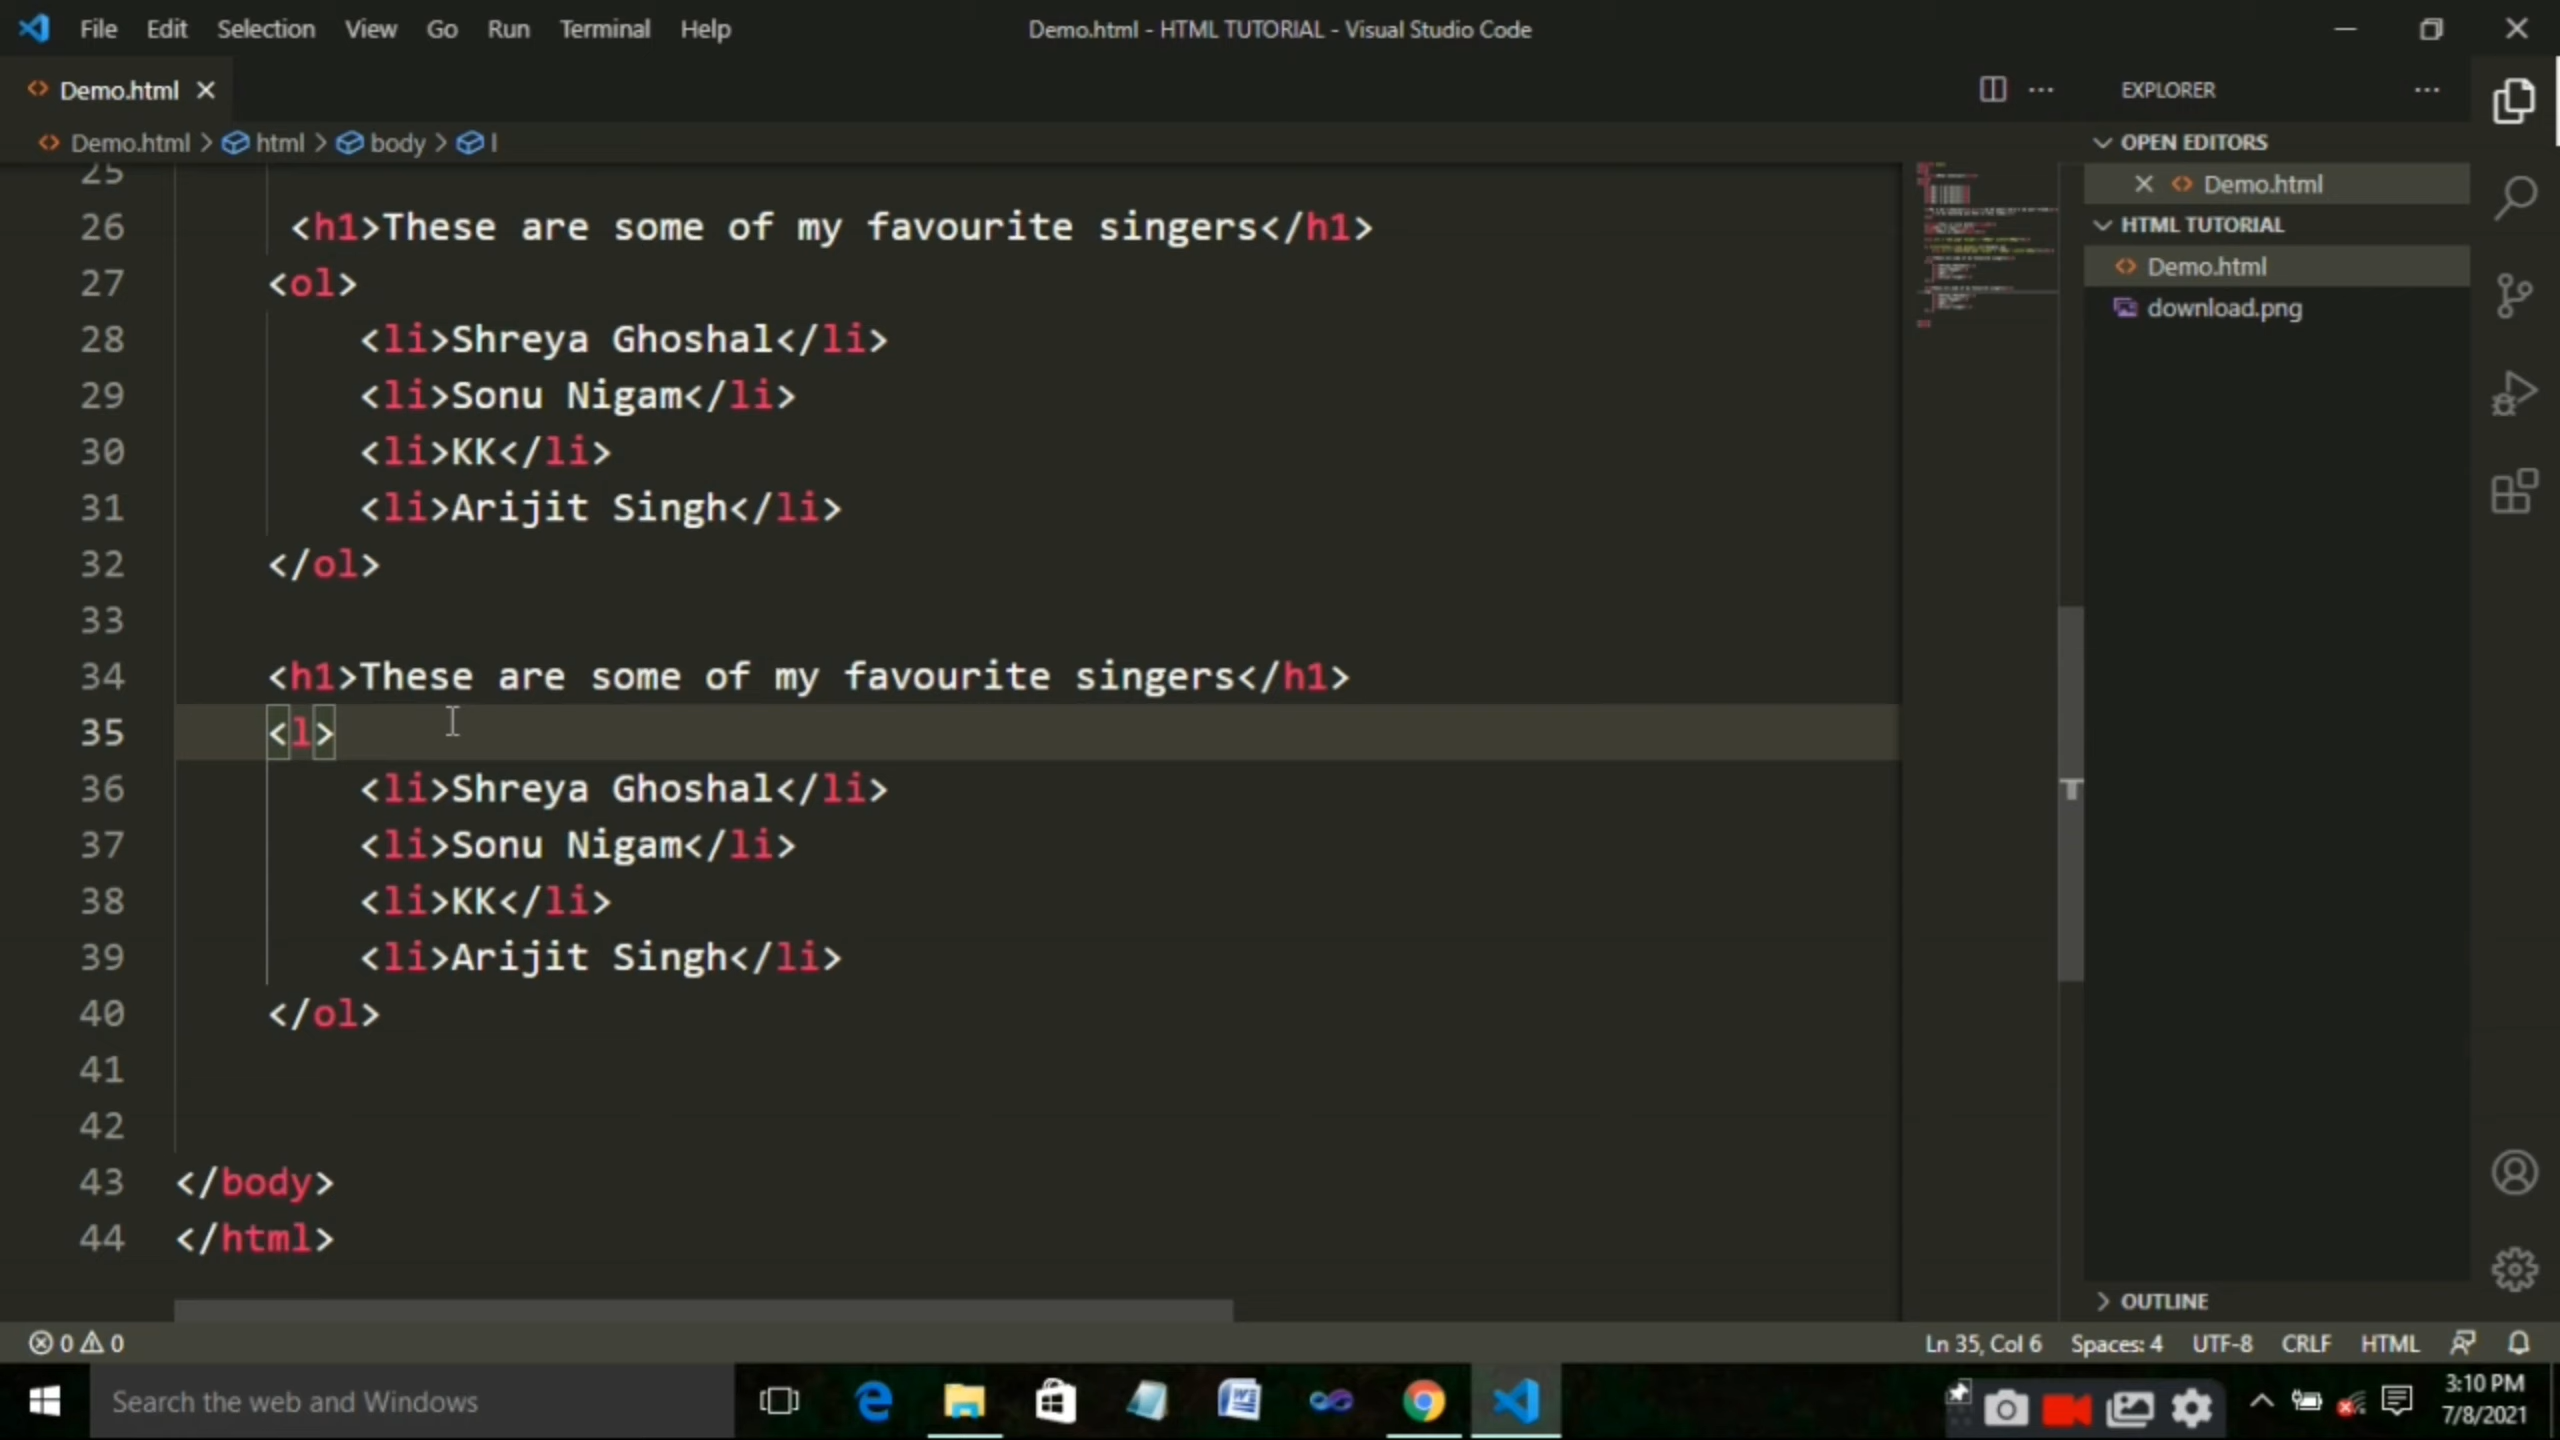 File Edit Selection View Go Run Terminal Help
Demo.html - HTML TUTORIAL - Visual Studio Code
Demo.html
Demo.html > html > body > l
25
26 <h1>These are some of my favourite singers</h1>
27 <ol>
28 <li>Shreya Ghoshal</li>
29 <li>Sonu Nigam</li>
30 <li>KK</li>
31 <li>Arijit Singh</li>
32 </ol>
33
34 <h1>These are some of my favourite singers</h1>
35 <l>
36 <li>Shreya Ghoshal</li>
37 <li>Sonu Nigam</li>
38 <li>KK</li>
39 <li>Arijit Singh</li>
40 </ol>
41
42
43 </body>
44 </html>
EXPLORER
OPEN EDITORS
Demo.html
HTML TUTORIAL
Demo.html
download.png
OUTLINE
0 0
Ln 35, Col 6 Spaces: 4 UTF-8 CRLF HTML
Search the web and Windows
3:10 PM
7/8/2021